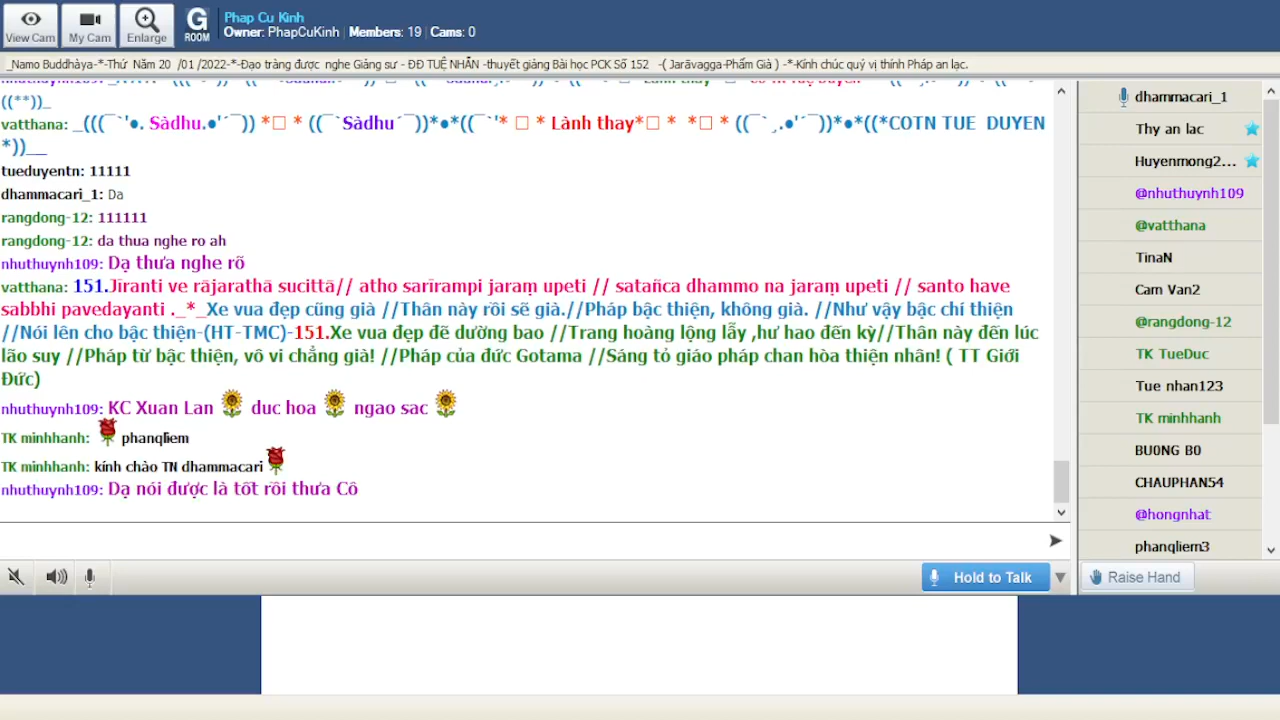 View Cam
My Cam
Enlarge
G
ROOM
Phap Cu Kinh
Owner: PhapCuKinh | Members: 19 | Cams: 0
_Namo Buddhàya-*-Thứ Năm 20 /01 /2022-*-Đạo tràng được nghe Giảng sư - ĐĐ TUỆ NHẪN -thuyết giảng Bài học PCK Số 152 -( Jarāvagga-Phẩm Già ) -*-Kính chúc quý vị thính Pháp an lạc.
((**))_
vatthana: _(((¯`'•. Sàdhu.•'´¯)) *□ * ((¯`Sàdhu´¯))*•*((¯`'* □ * Lành thay*□ * *□ * ((¯`¸.•'´¯))*•*((*COTN TUE DUYEN
*))__
tueduyentn: 11111
dhammacari_1: Da
rangdong-12: 111111
rangdong-12: da thua nghe ro ah
nhuthuynh109: Dạ thưa nghe rõ
vatthana: 151.Jīranti ve rājarathā sucittā// atho sarīrampi jaraṃ upeti // satañca dhammo na jaraṃ upeti // santo have
sabbhi pavedayanti ._*_Xe vua đẹp cũng già //Thân này rồi sẽ già.//Pháp bậc thiện, không già. //Như vậy bậc chí thiện
//Nói lên cho bậc thiện-(HT-TMC)-151.Xe vua đẹp đẽ dường bao //Trang hoàng lộng lẫy ,hư hao đến kỳ//Thân này đến lúc
lão suy //Pháp từ bậc thiện, vô vi chẳng già! //Pháp của đức Gotama //Sáng tỏ giáo pháp chan hòa thiện nhân! ( TT Giới
Đức)
nhuthuynh109: KC Xuan Lan duc hoa ngao sac
TK minhhanh: phanqliem
TK minhhanh: kính chào TN dhammacari
nhuthuynh109: Dạ nói được là tốt rồi thưa Cô
Hold to Talk
dhammacari_1
Thy an lac
Huyenmong2...
@nhuthuynh109
@vatthana
TinaN
Cam Van2
@rangdong-12
TK TueDuc
Tue nhan123
TK minhhanh
BU0NG B0
CHAUPHAN54
@hongnhat
phanqliem3
Raise Hand